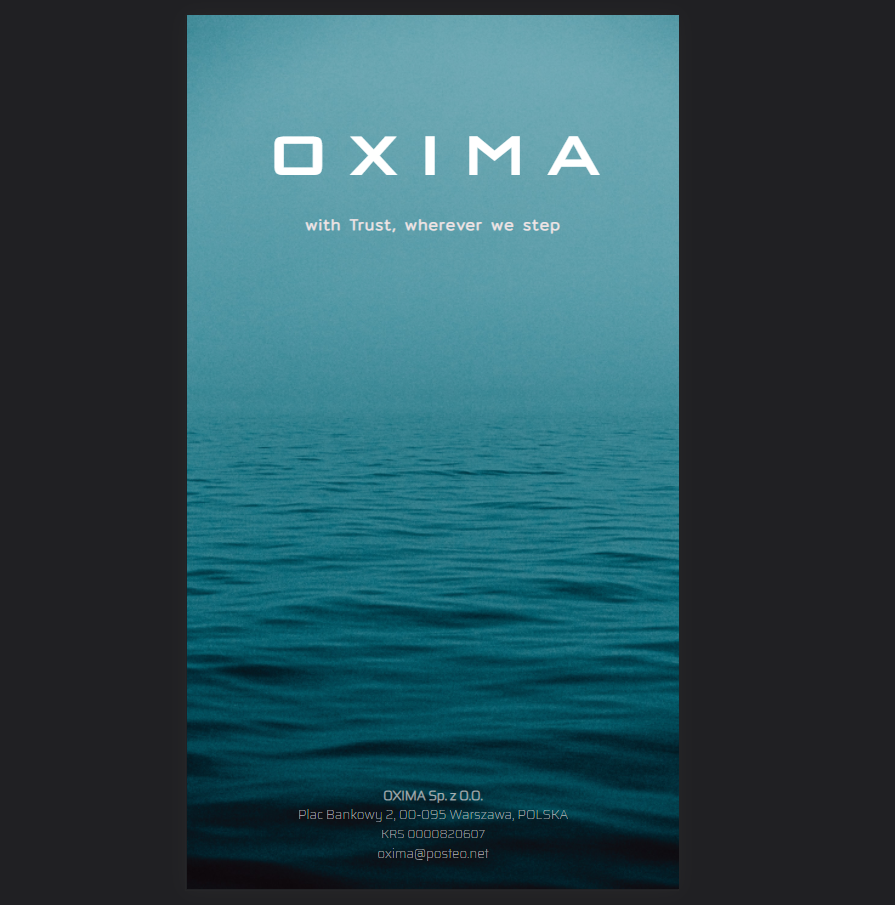 OXIMA
with Trust, wherever we step
OXIMA Sp. z O.O.
Plac Bankowy 2, 00-095 Warszawa, POLSKA
KRS 0000820607
oxima@posteo.net